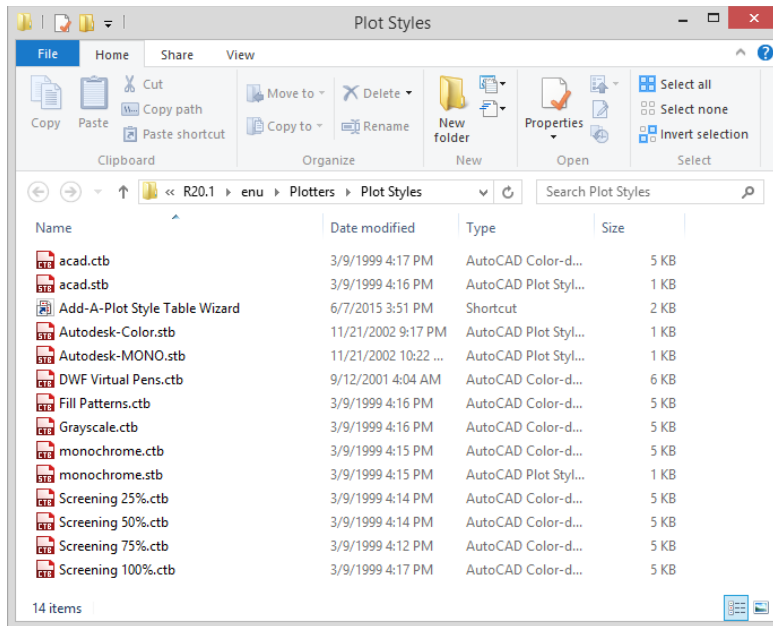 Plot Styles
File Home Share View
Copy
Paste
Cut
Copy path
Paste shortcut
Clipboard
Move to
Copy to
Delete
Rename
Organize
New folder
New
Properties
Open
Select all
Select none
Invert selection
Select
« R20.1 Enu Plotters Plot Styles Search Plot Styles
Name Date modified Type Size
acad.ctb 3/9/1999 4:17 PM AutoCAD Color-d... 5 KB
acad.stb 3/9/1999 4:16 PM AutoCAD Plot Styl... 1 KB
Add-A-Plot Style Table Wizard 6/7/2015 3:51 PM Shortcut 2 KB
Autodesk-Color.stb 11/21/2002 9:17 PM AutoCAD Plot Styl... 1 KB
Autodesk-MONO.stb 11/21/2002 10:22 ... AutoCAD Plot Styl... 1 KB
DWF Virtual Pens.ctb 9/12/2001 4:04 AM AutoCAD Color-d... 6 KB
Fill Patterns.ctb 3/9/1999 4:16 PM AutoCAD Color-d... 5 KB
Grayscale.ctb 3/9/1999 4:16 PM AutoCAD Color-d... 5 KB
monochrome.ctb 3/9/1999 4:15 PM AutoCAD Color-d... 5 KB
monochrome.stb 3/9/1999 4:15 PM AutoCAD Plot Styl... 1 KB
Screening 25%.ctb 3/9/1999 4:14 PM AutoCAD Color-d... 5 KB
Screening 50%.ctb 3/9/1999 4:14 PM AutoCAD Color-d... 5 KB
Screening 75%.ctb 3/9/1999 4:12 PM AutoCAD Color-d... 5 KB
Screening 100%.ctb 3/9/1999 4:17 PM AutoCAD Color-d... 5 KB
14 items